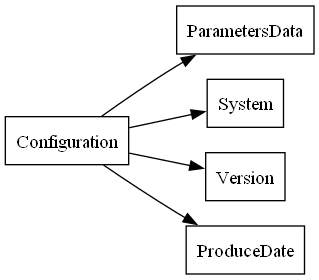 ParametersData
System
Configuration
Version
ProduceDate